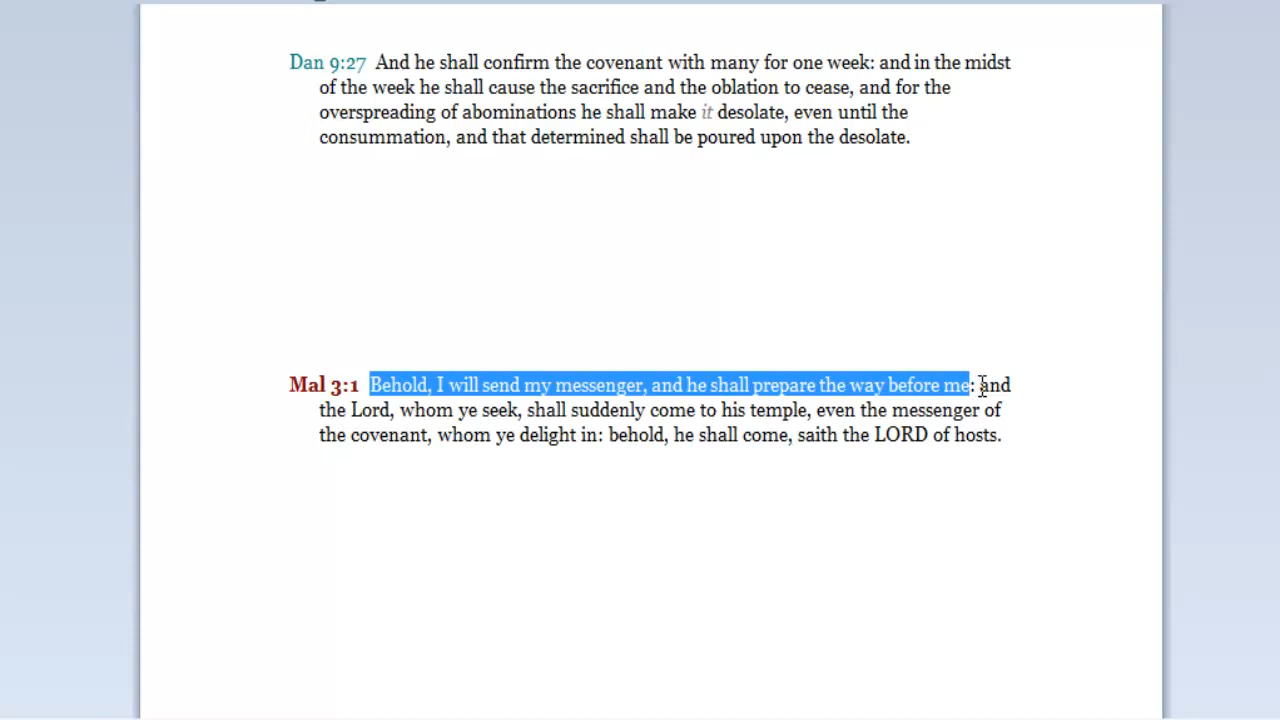 Dan 9:27 And he shall confirm the covenant with many for one week: and in the midst
of the week he shall cause the sacrifice and the oblation to cease, and for the
overspreading of abominations he shall make it desolate, even until the
consummation, and that determined shall be poured upon the desolate.
Mal 3:1 Behold, I will send my messenger, and he shall prepare the way before me: and
the Lord, whom ye seek, shall suddenly come to his temple, even the messenger of
the covenant, whom ye delight in: behold, he shall come, saith the LORD of hosts.